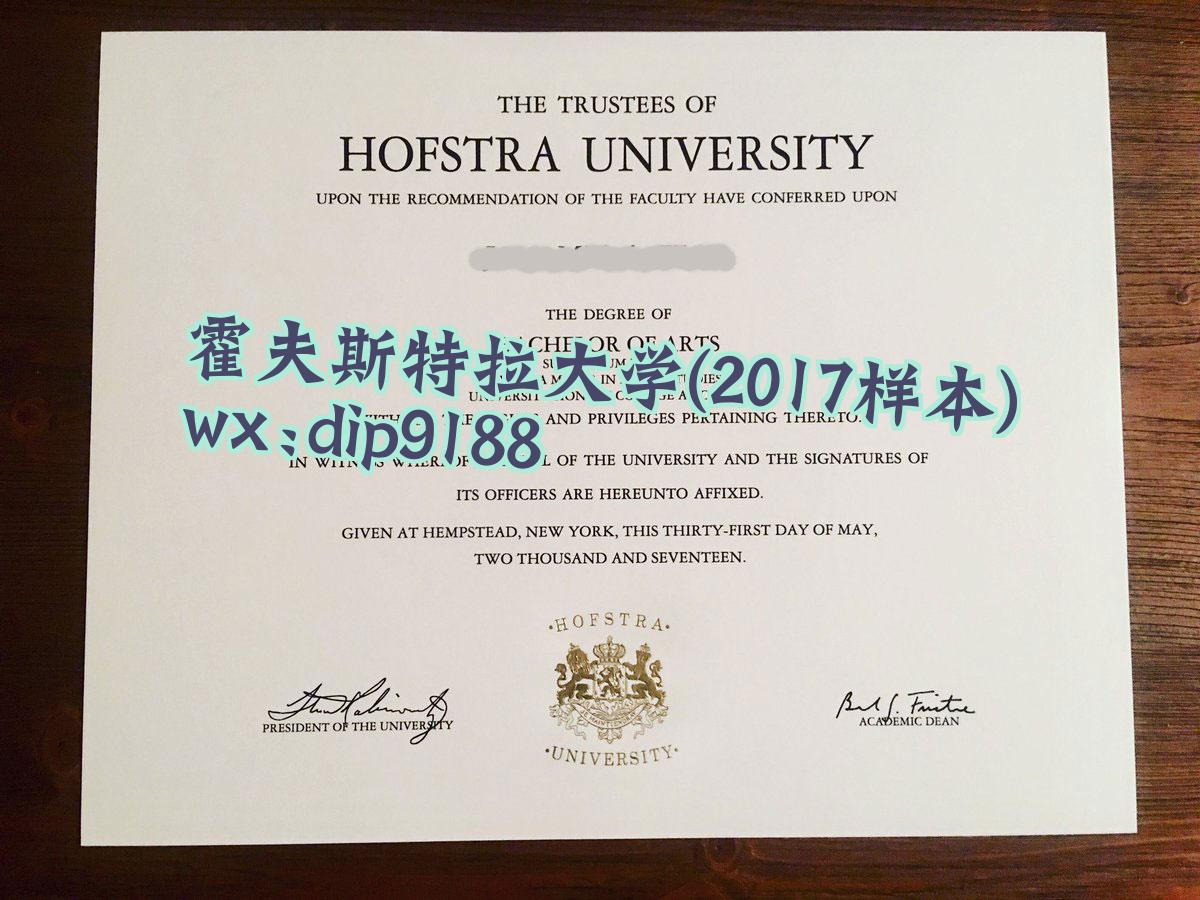 THE TRUSTEES OF
HOFSTRA UNIVERSITY
UPON THE RECOMMENDATION OF THE FACULTY HAVE CONFERRED UPON
THE DEGREE OF
OF ARTS
霍夫斯特拉大学(2017样本)
AND PRIVILEGES PERTAINING THERETO.
wx:dip9188
IN OF THE UNIVERSITY AND THE SIGNATURES OF
ITS OFFICERS ARE HEREUNTO AFFIXED.
GIVEN AT HEMPSTEAD, NEW YORK, THIS THIRTY-FIRST DAY OF MAY,
TWO THOUSAND AND SEVENTEEN.
·HOFSTRA·
·UNIVERSITY·
PRESIDENT OF THE UNIVERSITY
ACADEMIC DEAN